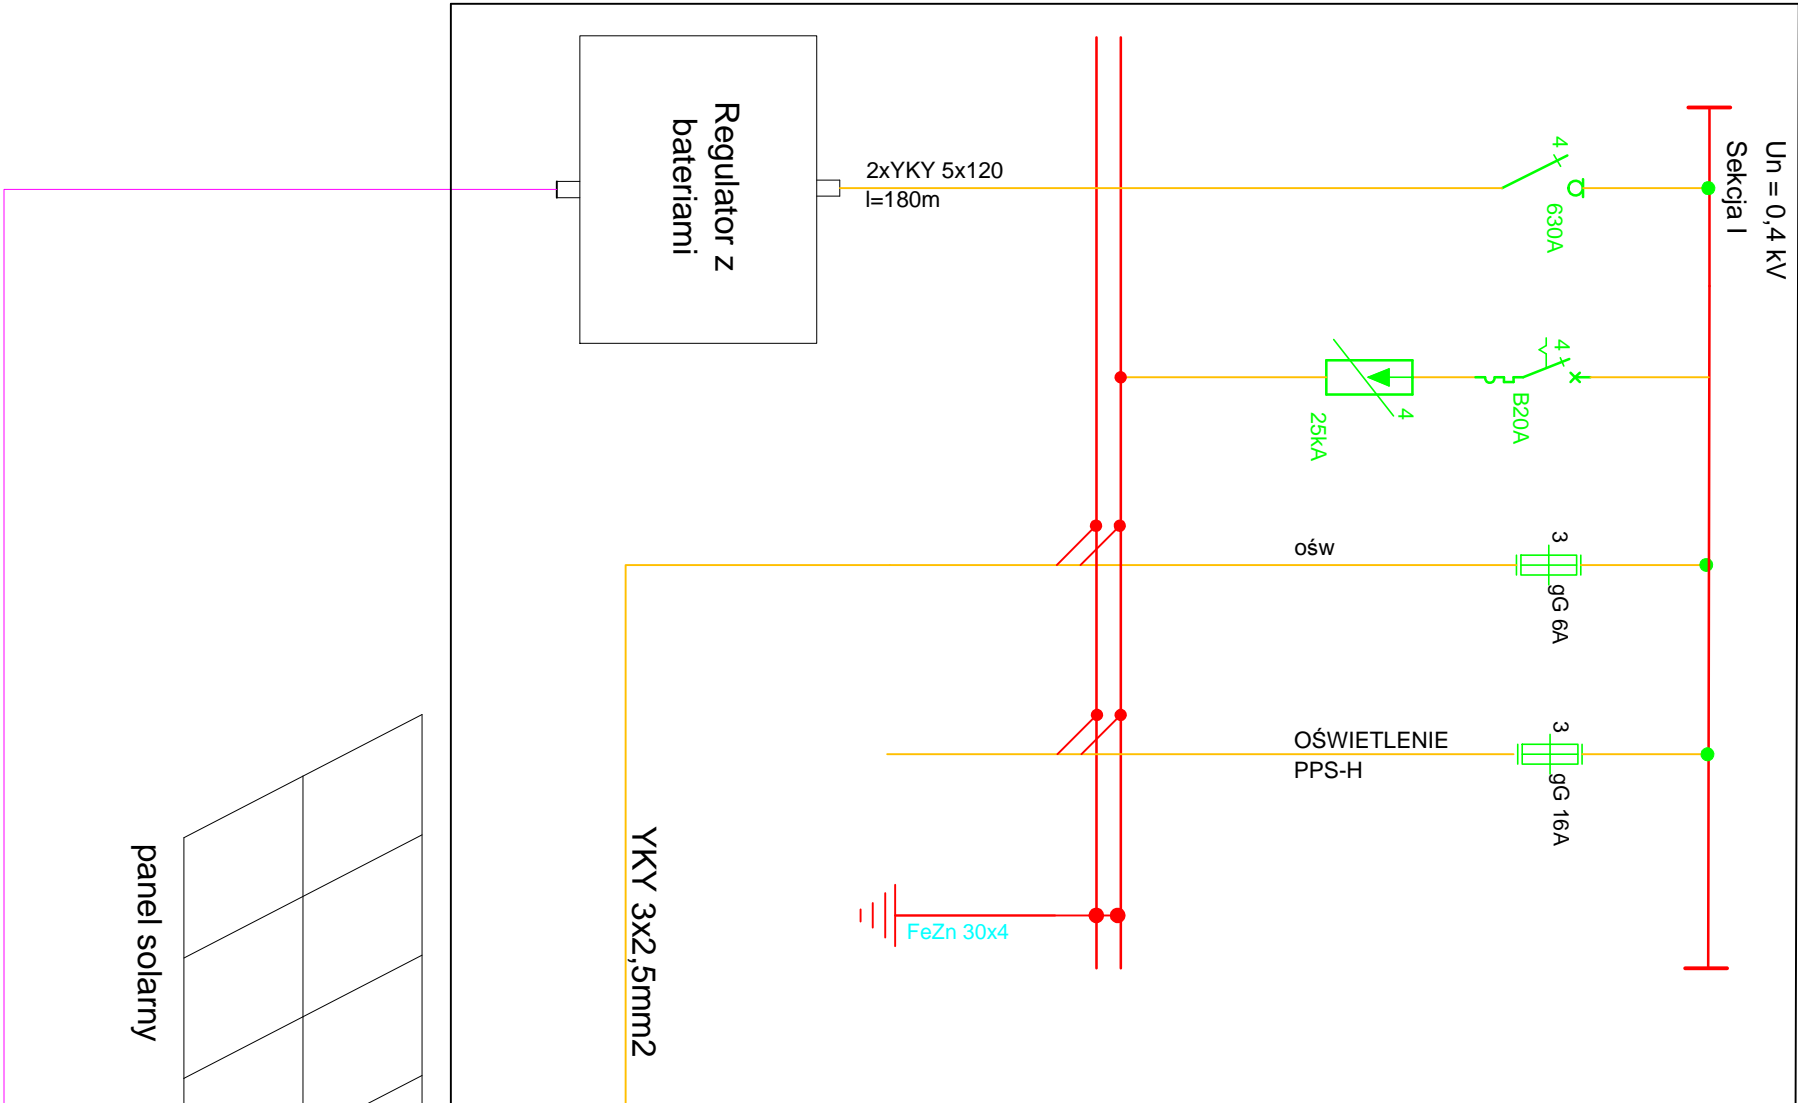 Un = 0,4 kV
Sekcja I
Regulator z
bateriami
2xYKY 5x120
l=180m
4
630A
4
B20A
4
25kA
ośw
3
gG 6A
OŚWIETLENIE
PPS-H
3
gG 16A
FeZn 30x4
YKY 3x2,5mm2
panel solarny